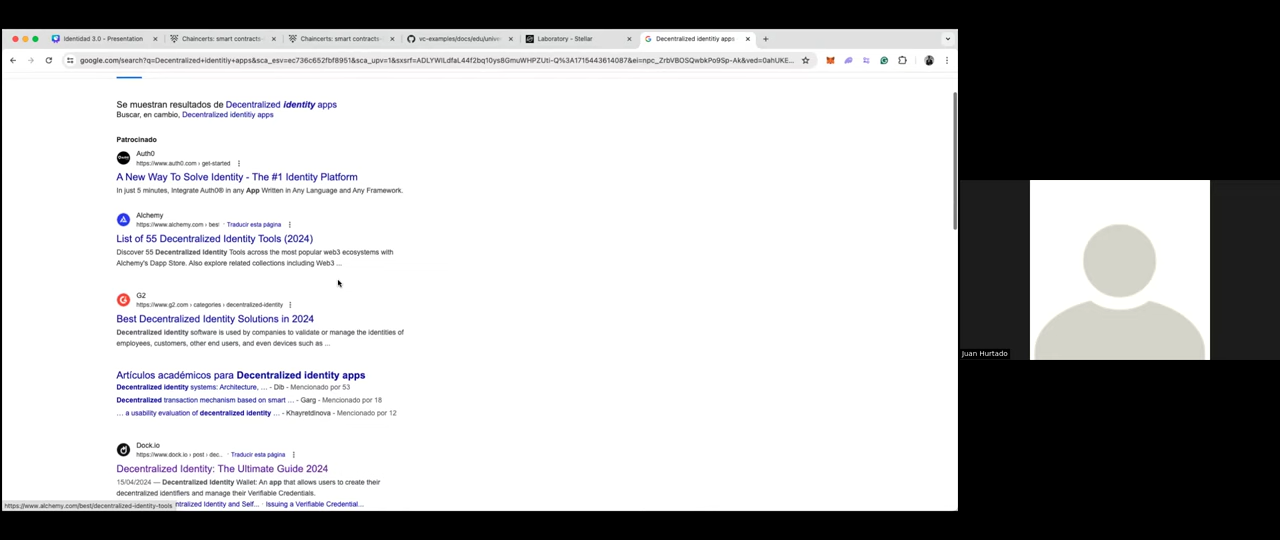 Identidad 3.0 - Presentation
Chaincerts: smart contracts
Chaincerts: smart contracts
vc-examples/docs/edu/unive
Laboratory - Stellar
Decentralized identitiy apps
Se muestran resultados de Decentralized identity apps
Buscar, en cambio, Decentralized identitiy apps
Patrocinado
Auth0
https://www.auth0.com › get-started
A New Way To Solve Identity - The #1 Identity Platform
In just 5 minutes, Integrate Auth0® in any App Written in Any Language and Any Framework.
Alchemy
https://www.alchemy.com › best · Traducir esta página
List of 55 Decentralized Identity Tools (2024)
Discover 55 Decentralized Identity Tools across the most popular web3 ecosystems with
Alchemy's Dapp Store. Also explore related collections including Web3 ...
G2
https://www.g2.com › categories › decentralized-identity
Best Decentralized Identity Solutions in 2024
Decentralized identity software is used by companies to validate or manage the identities of
employees, customers, other end users, and even devices such as ...
Artículos académicos para Decentralized identity apps
Decentralized identity systems: Architecture, ... - Dib - Mencionado por 53
Decentralized transaction mechanism based on smart ... - Garg - Mencionado por 18
... a usability evaluation of decentralized identity ... - Khayretdinova - Mencionado por 12
Dock.io
https://www.dock.io › post › dec... · Traducir esta página
Decentralized Identity: The Ultimate Guide 2024
15/04/2024 — Decentralized Identity Wallet: An app that allows users to create their
decentralized identifiers and manage their Verifiable Credentials.
https://www.alchemy.com/best/decentralized-identity-tools
ntralized Identity and Self... · Issuing a Verifiable Credential...
Juan Hurtado